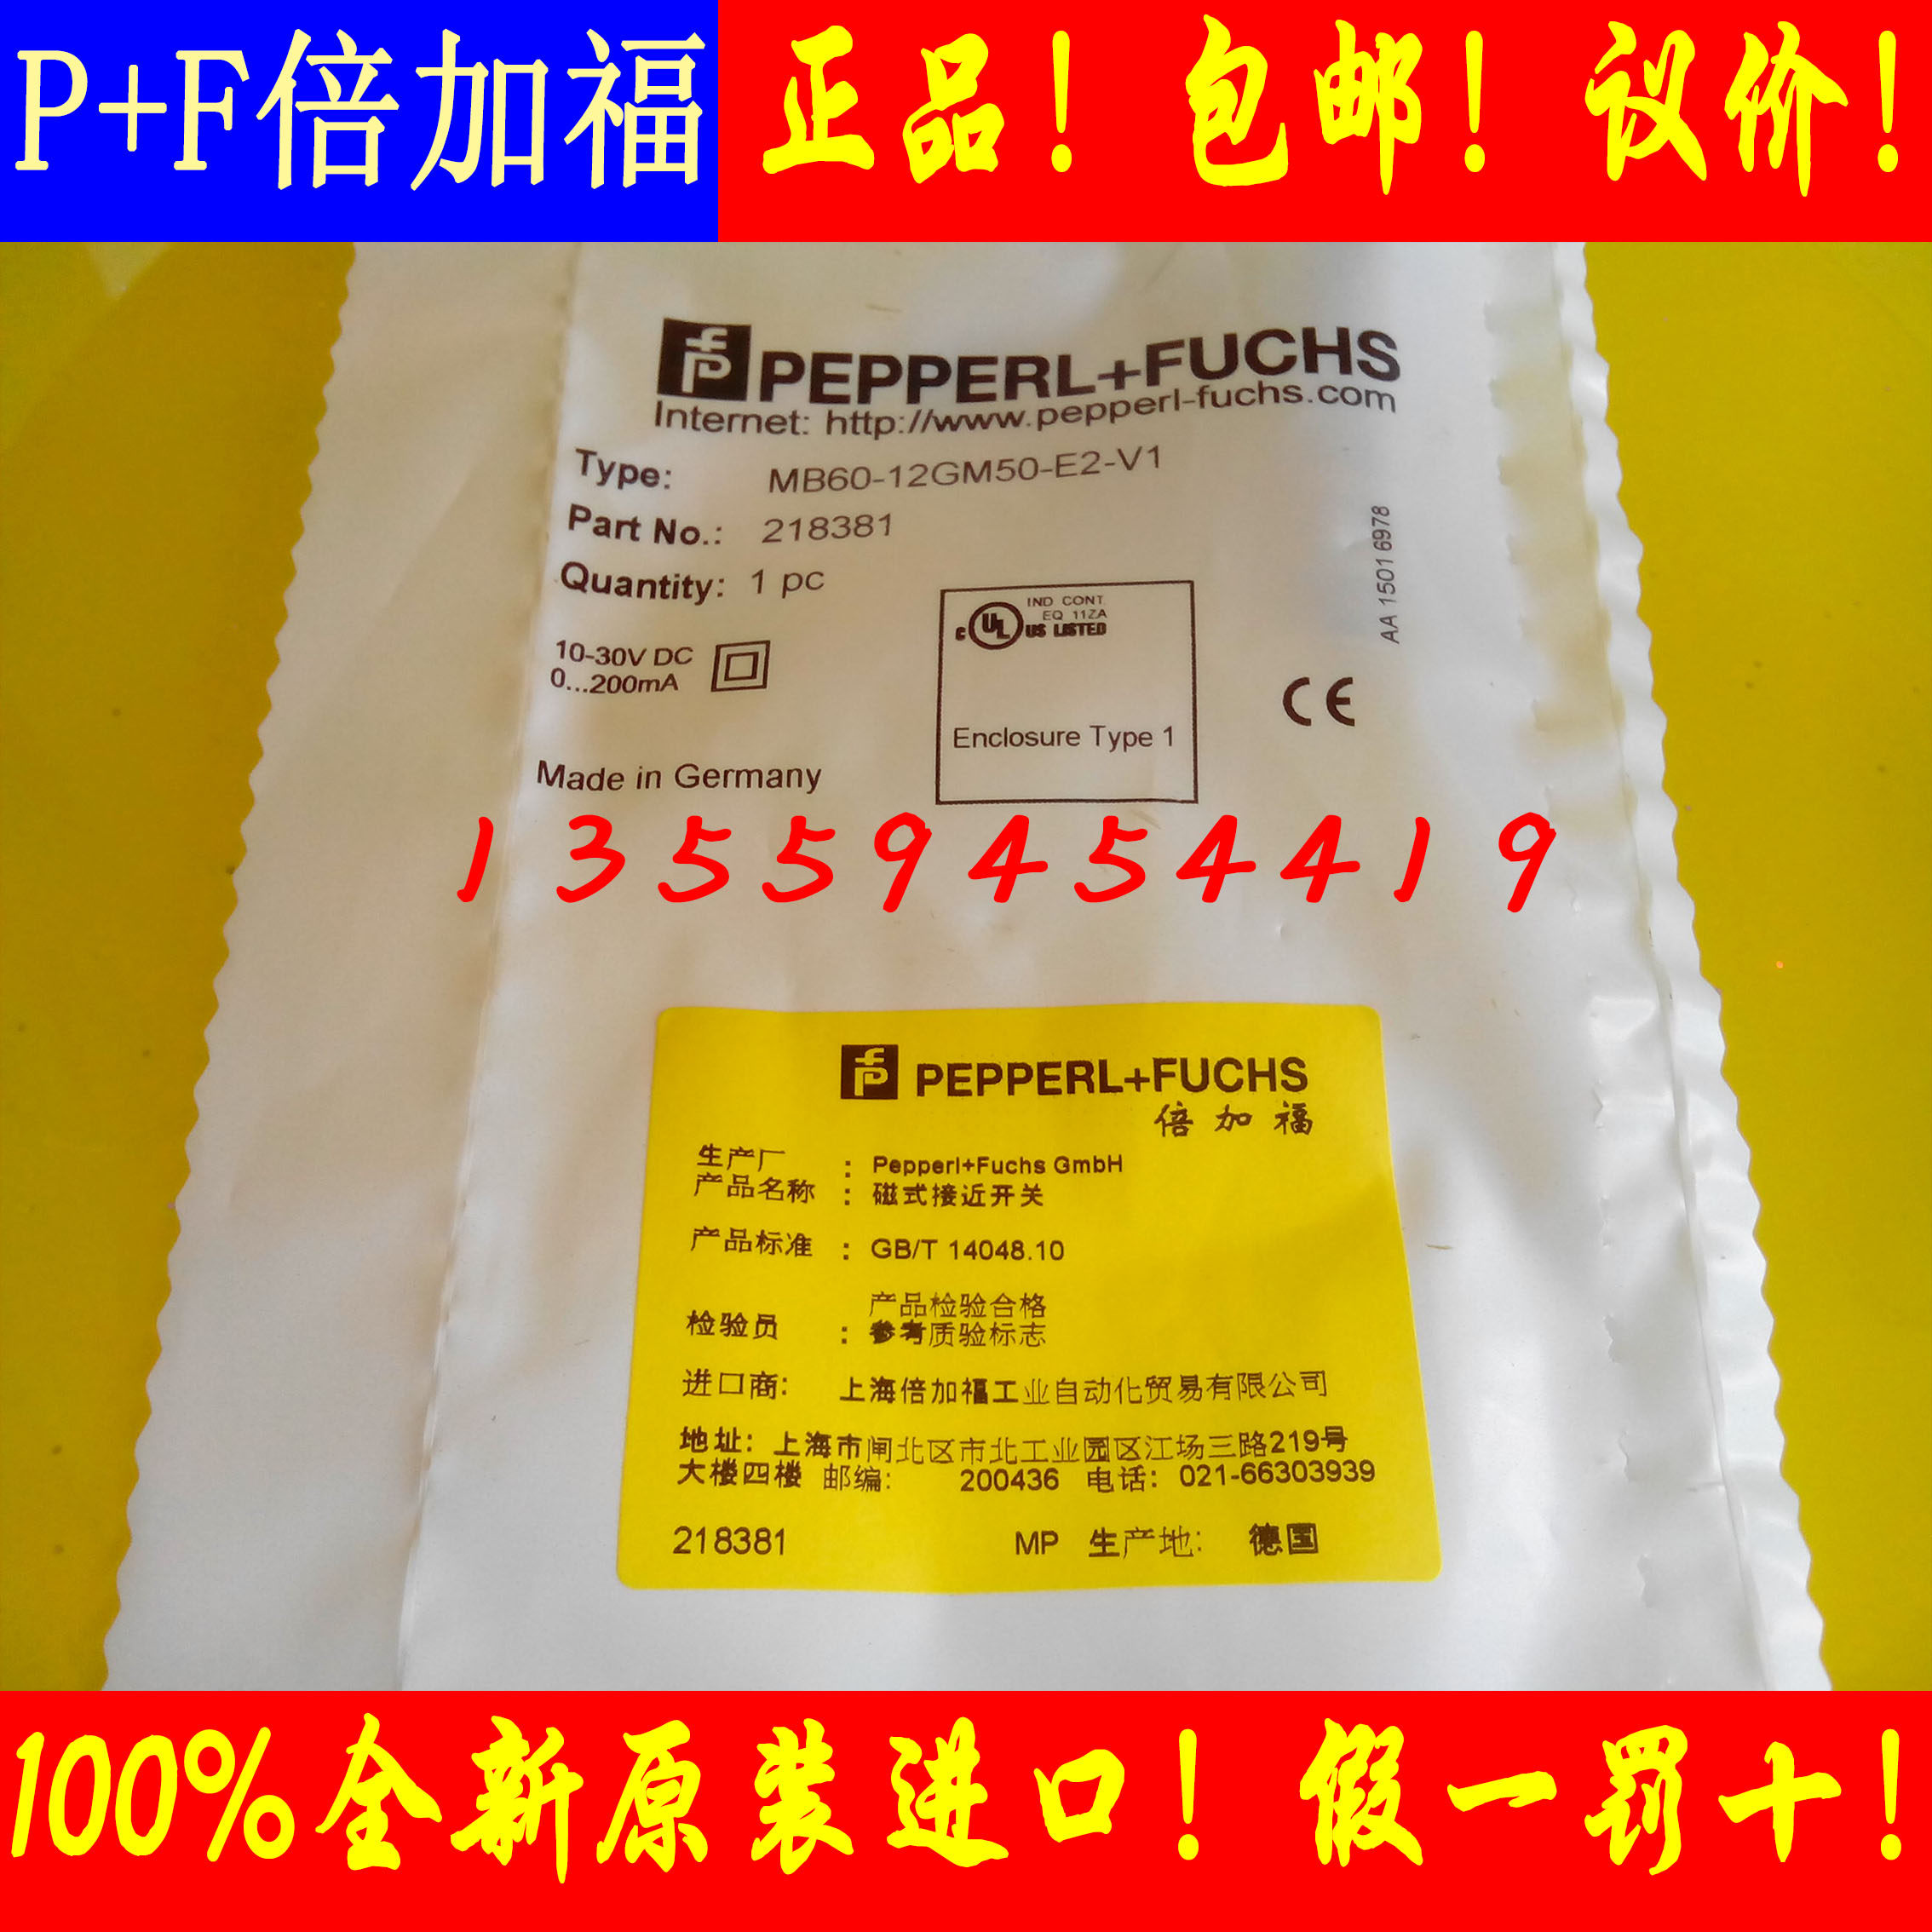 P+F倍加福 正品！包邮！议价！
PEPPERL+FUCHS
Internet: http://www.pepperl-fuchs.com
Type: MB60-12GM50-E2-V1
Part No.: 218381
Quantity: 1 pc
AA 1501 6978
10-30V DC
0...200mA
IND CONT
EQ 11ZA
c UL US LISTED
Enclosure Type 1
CE
Made in Germany
13559454419
PEPPERL+FUCHS
倍加福
生产厂 : Pepperl+Fuchs GmbH
产品名称 : 磁式接近开关
产品标准 : GB/T 14048.10
产品检验合格
检验员 : 参考质验标志
进口商: 上海倍加福工业自动化贸易有限公司
地址: 上海市闸北区市北工业园区江场三路219号
大楼四楼 邮编: 200436 电话: 021-66303939
218381 MP 生产地: 德国
100%全新原装进口！假一罚十！